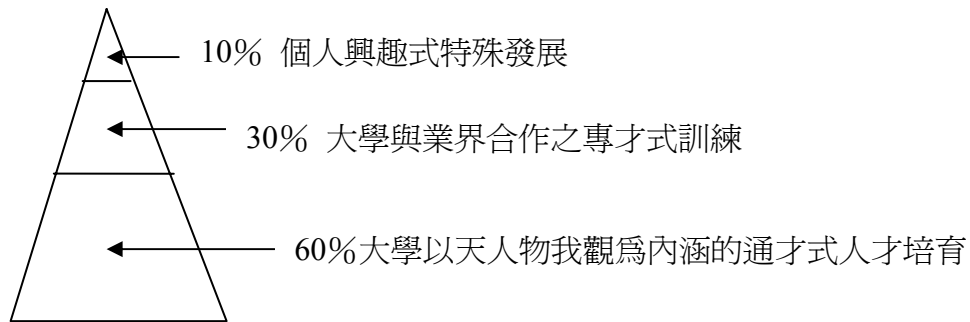 10% 個人興趣式特殊發展
30% 大學與業界合作之專才式訓練
60%大學以天人物我觀為內涵的通才式人才培育